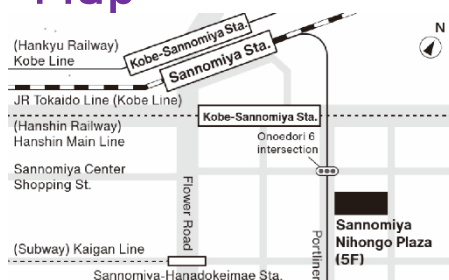 Map
N
(Hankyu Railway)
Kobe Line
Kobe-Sannomiya Sta.
Sannomiya Sta.
JR Tokaido Line (Kobe Line)
Kobe-Sannomiya Sta.
(Hanshin Railway)
Hanshin Main Line
Onoedori 6
intersection
Sannomiya Center
Shopping St.
Flower Road
Sannomiya
Nihongo Plaza
(5F)
Portliner
(Subway) Kaigan Line
Sannomiya-Hanadokeimae Sta.